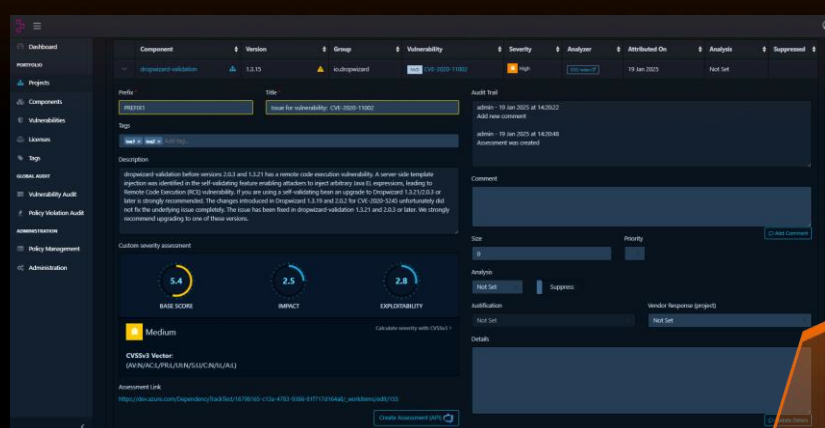 Dashboard
PORTFOLIO
Projects
Components
Vulnerabilities
Licenses
Tags
GLOBAL AUDIT
Vulnerability Audit
Policy Violation Audit
ADMINISTRATION
Policy Management
Administration
Component Version Group Vulnerability Severity Analyzer Attributed On Analysis Suppressed
dropwizard-validation 1.3.15 io.dropwizard NVD CVE-2020-11002 High 19 Jan 2025 Not Set
Prefix
PREFIX1
Title
Issue for vulnerability: CVE-2020-11002
Tags
Add tag...
Description
dropwizard-validation before versions 2.0.3 and 1.3.21 has a remote code execution vulnerability. A server-side template
injection was identified in the self-validating feature enabling attackers to inject arbitrary Java EL expressions, leading to
Remote Code Execution (RCE) vulnerability. If you are using a self-validating bean an upgrade to Dropwizard 1.3.21/2.0.3 or
later is strongly recommended. The changes introduced in Dropwizard 1.3.19 and 2.0.2 for CVE-2020-5245 unfortunately did
not fix the underlying issue completely. The issue has been fixed in dropwizard-validation 1.3.21 and 2.0.3 or later. We strongly
recommend upgrading to one of these versions.
Custom severity assessment
5.4
BASE SCORE
2.5
IMPACT
2.8
EXPLOITABILITY
Medium
Calculate severity with CVSSv3 >
CVSSv3 Vector:
(AV:N/AC:L/PR:L/UI:N/S:U/C:N/I:L/A:L)
Assessment Link
Create Assessment (API)
Audit Trail
admin - 19 Jan 2025 at 14:20:22
Add new comment
admin - 19 Jan 2025 at 14:20:48
Assessment was created
Comment
Add Comment
Size
Priority
Analysis
Not Set
Suppress
Justification
Not Set
Vendor Response (project)
Not Set
Details